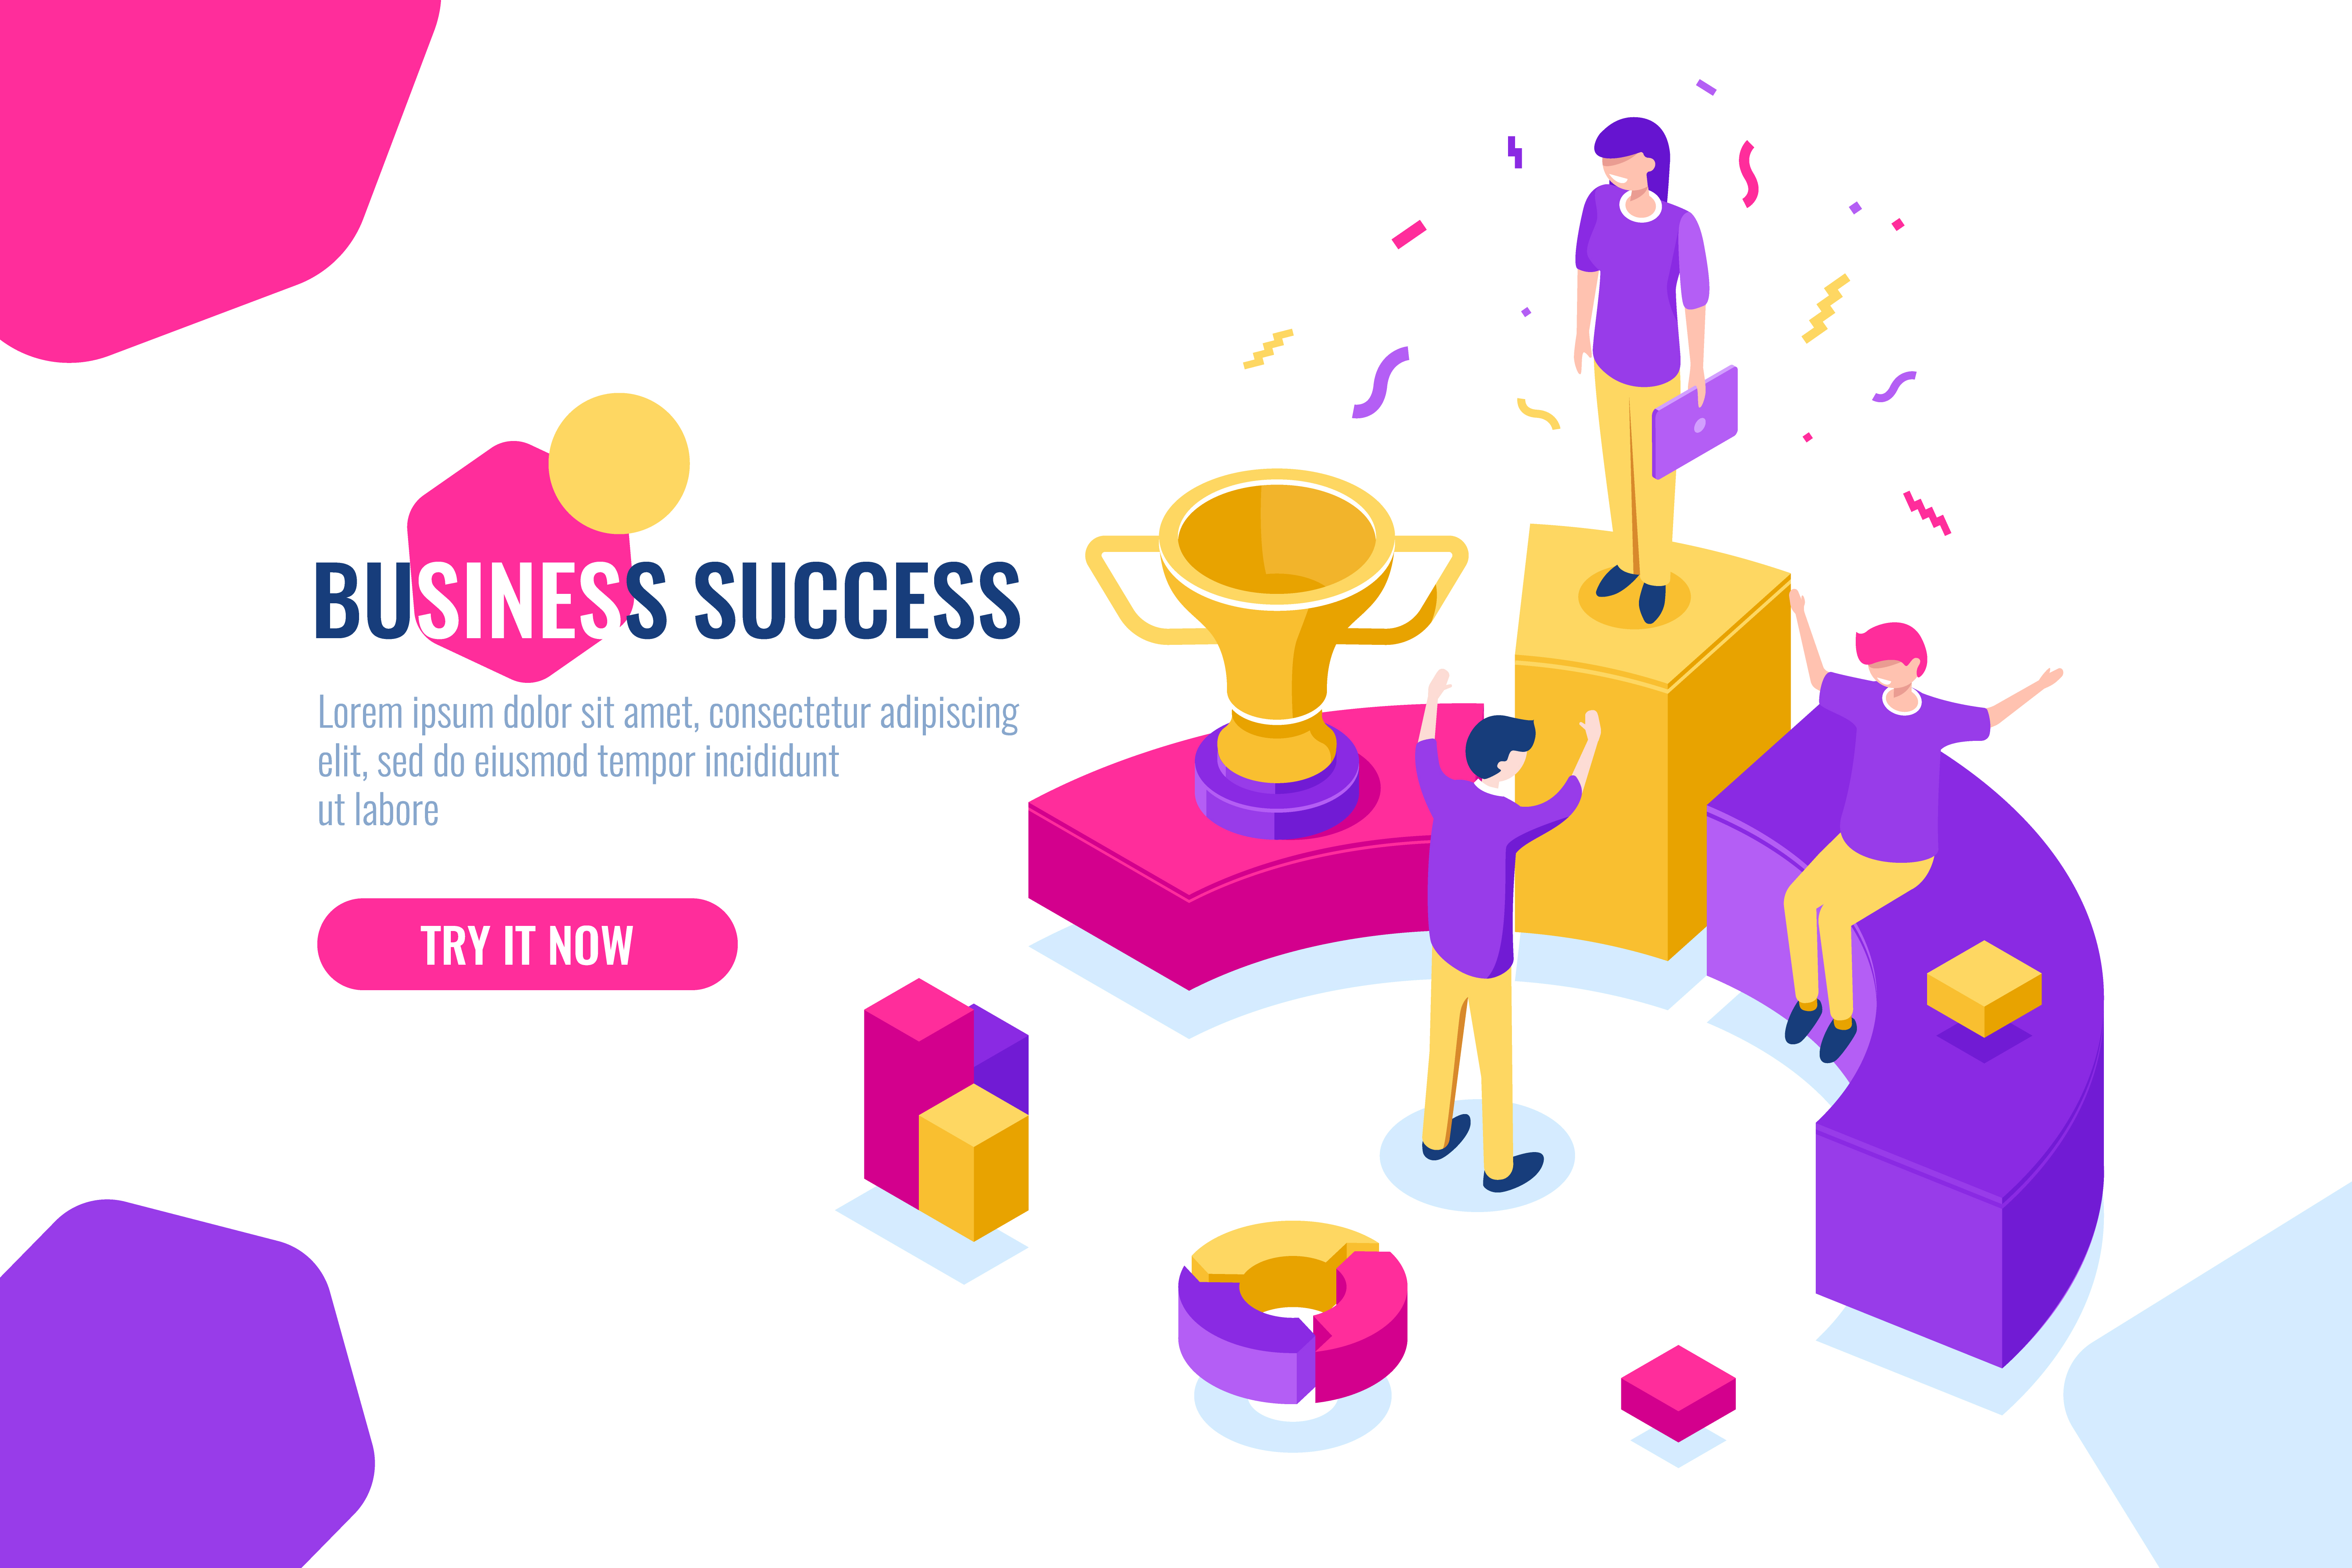 BUSINESS SUCCESS
Lorem ipsum dolor sit amet, consectetur adipiscing
elit, sed do eiusmod tempor incididunt
ut labore
TRY IT NOW